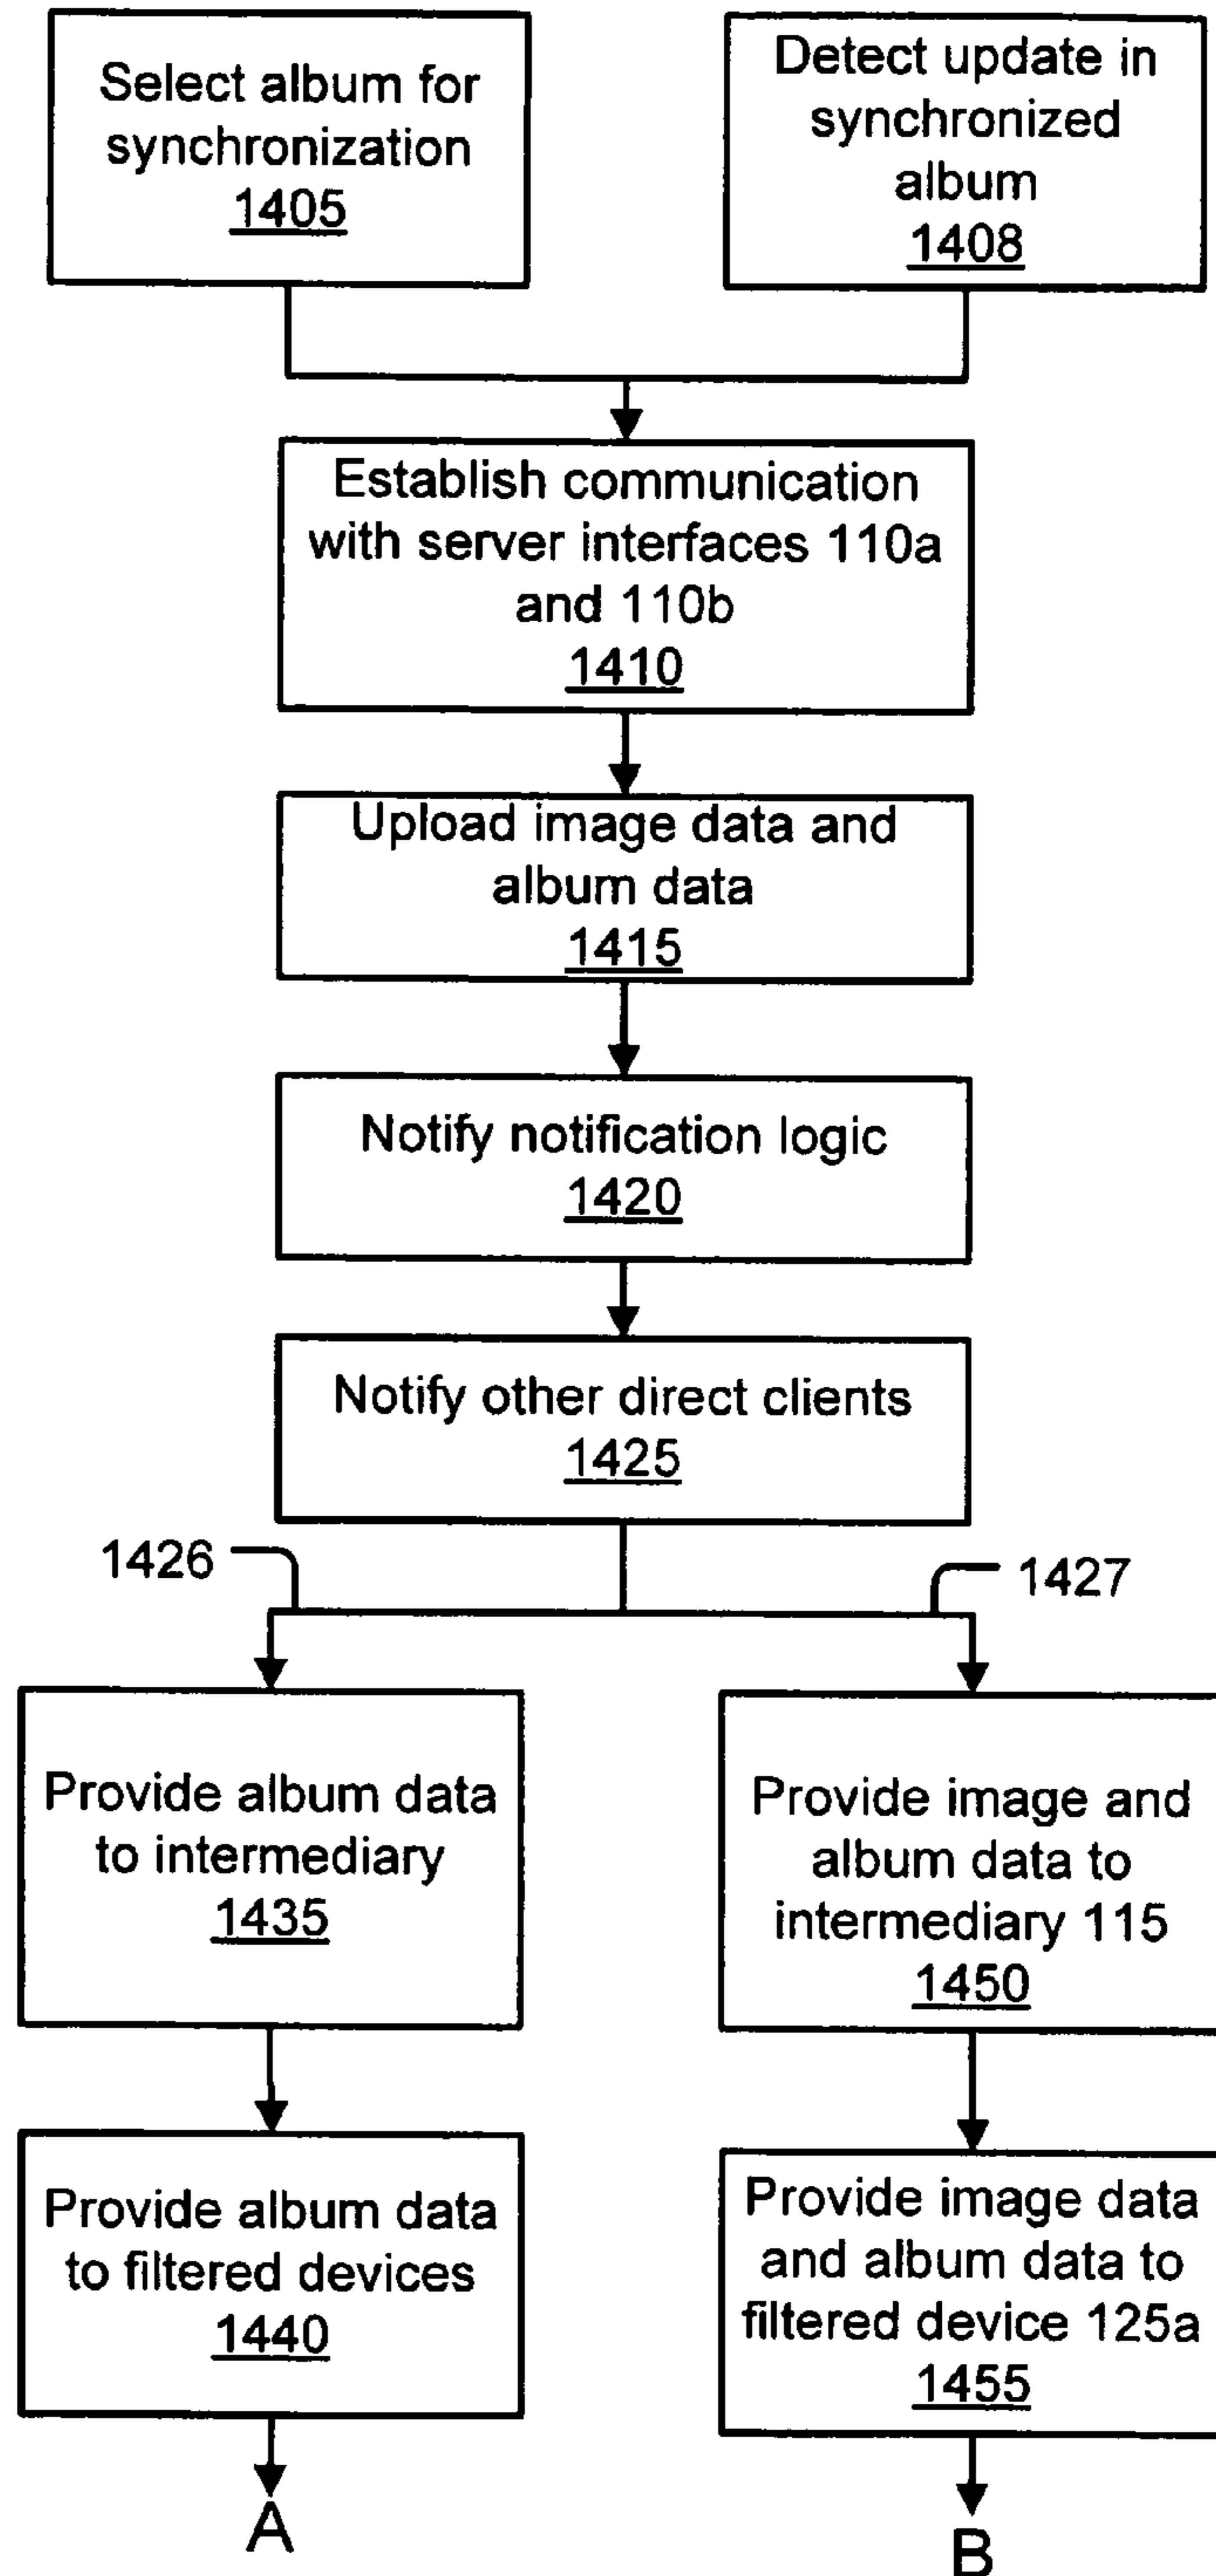 Select album for
synchronization
1405
Detect update in
synchronized
album
1408
Establish communication
with server interfaces 110a
and 110b
1410
Upload image data and
album data
1415
Notify notification logic
1420
Notify other direct clients
1425
1426
1427
Provide album data
to intermediary
1435
Provide image and
album data to
intermediary 115
1450
Provide album data
to filtered devices
1440
Provide image data
and album data to
filtered device 125a
1455
A
B